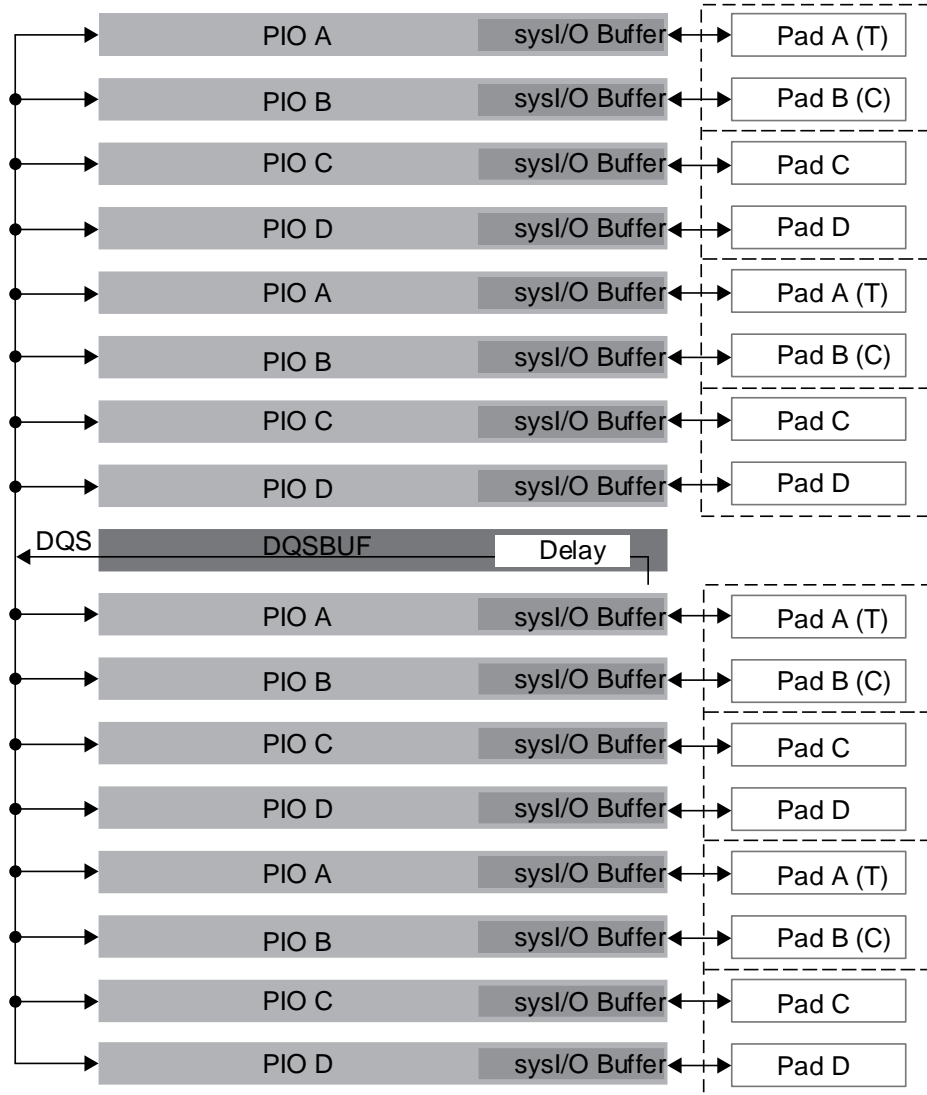 PIO A sysI/O Buffer Pad A (T)
PIO B sysI/O Buffer Pad B (C)
PIO C sysI/O Buffer Pad C
PIO D sysI/O Buffer Pad D
PIO A sysI/O Buffer Pad A (T)
PIO B sysI/O Buffer Pad B (C)
PIO C sysI/O Buffer Pad C
PIO D sysI/O Buffer Pad D
DQS DQSBUF Delay
PIO A sysI/O Buffer Pad A (T)
PIO B sysI/O Buffer Pad B (C)
PIO C sysI/O Buffer Pad C
PIO D sysI/O Buffer Pad D
PIO A sysI/O Buffer Pad A (T)
PIO B sysI/O Buffer Pad B (C)
PIO C sysI/O Buffer Pad C
PIO D sysI/O Buffer Pad D